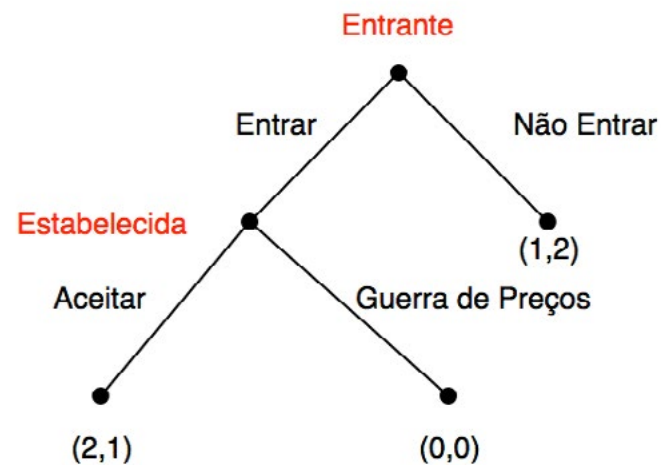 Entrante
Entrar
Não Entrar
Estabelecida
(1,2)
Aceitar
Guerra de Preços
(2,1)
(0,0)